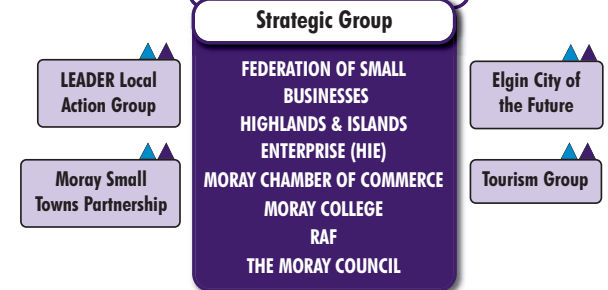 Strategic Group
FEDERATION OF SMALL
BUSINESSES
HIGHLANDS & ISLANDS
ENTERPRISE (HIE)
MORAY CHAMBER OF COMMERCE
MORAY COLLEGE
RAF
THE MORAY COUNCIL
LEADER Local
Action Group
Moray Small
Towns Partnership
Elgin City of
the Future
Tourism Group